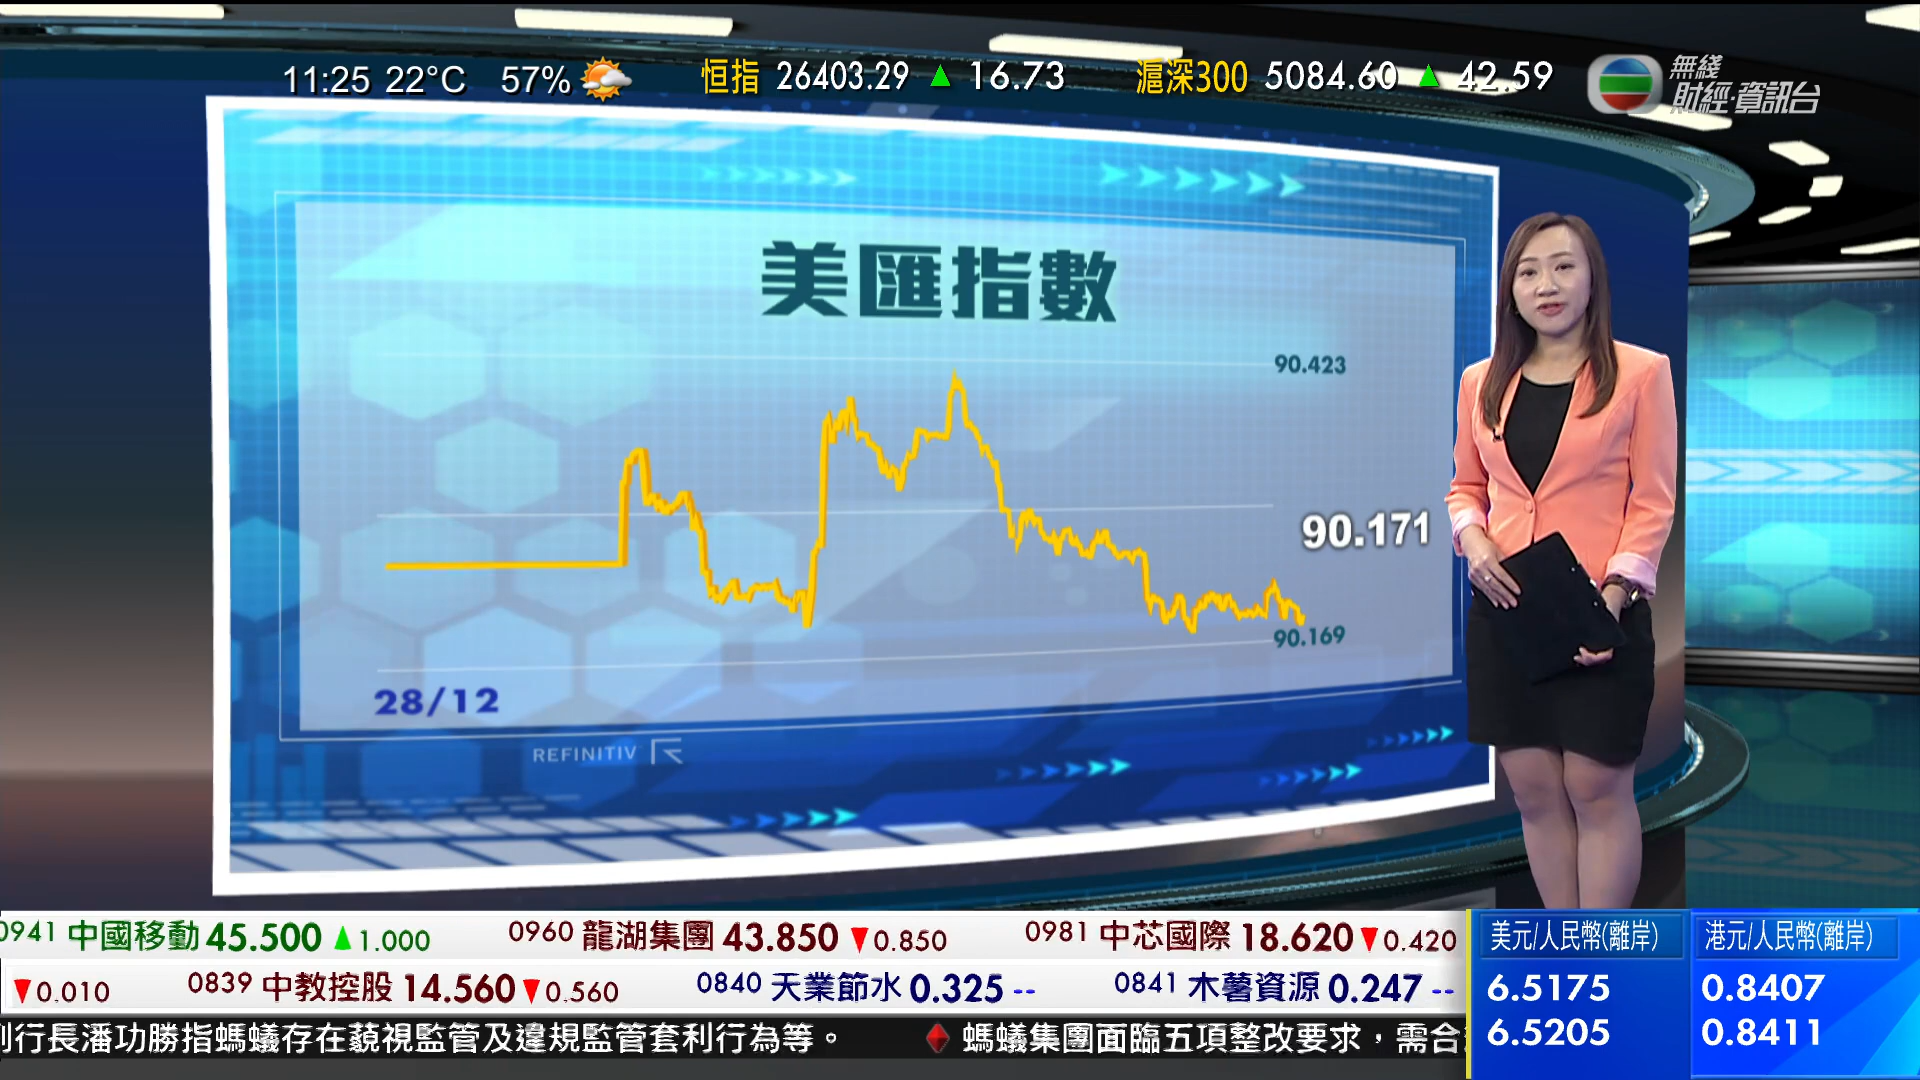 11:25 22°C 57% 恒指 26403.29 ▲ 16.73 滬深300 5084.60 ▲ 42.59
無綫
財經·資訊台
美匯指數
90.423
90.171
90.169
28/12
REFINITIV
0941 中國移動 45.500 ▲ 1.000 0960 龍湖集團 43.850 ▼ 0.850 0981 中芯國際 18.620 ▼ 0.420
▼ 0.010 0839 中教控股 14.560 ▼ 0.560 0840 天業節水 0.325 -- 0841 木薯資源 0.247 --
行長潘功勝指螞蟻存在藐視監管及違規監管套利行為等。 ◆ 螞蟻集團面臨五項整改要求，需合
美元/人民幣(離岸)
6.5175
6.5205
港元/人民幣(離岸)
0.8407
0.8411